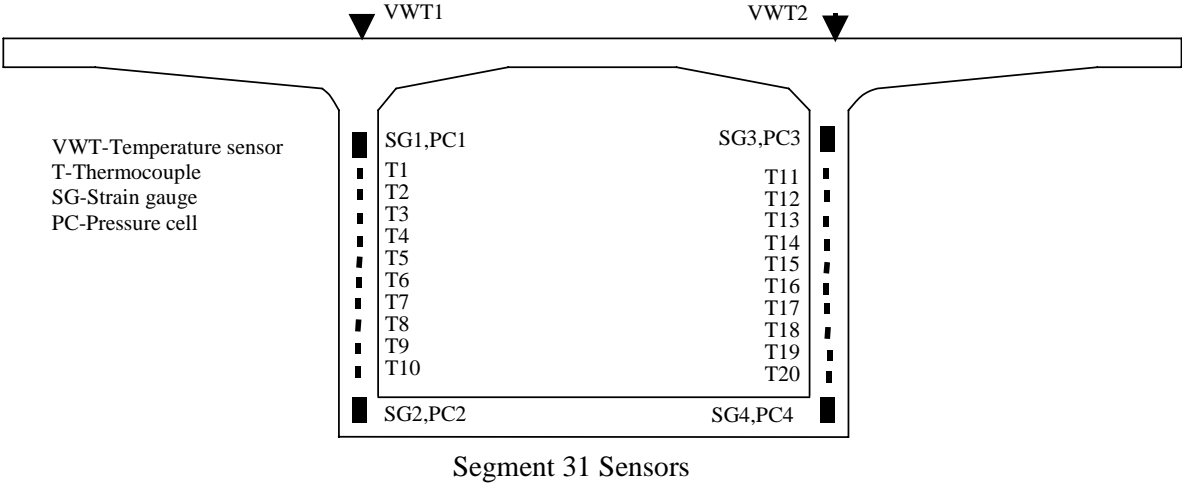 VWT1
VWT2
VWT-Temperature sensor
T-Thermocouple
SG-Strain gauge
PC-Pressure cell
SG1,PC1
T1
T2
T3
T4
T5
T6
T7
T8
T9
T10
SG2,PC2
SG3,PC3
T11
T12
T13
T14
T15
T16
T17
T18
T19
T20
SG4,PC4
Segment 31 Sensors